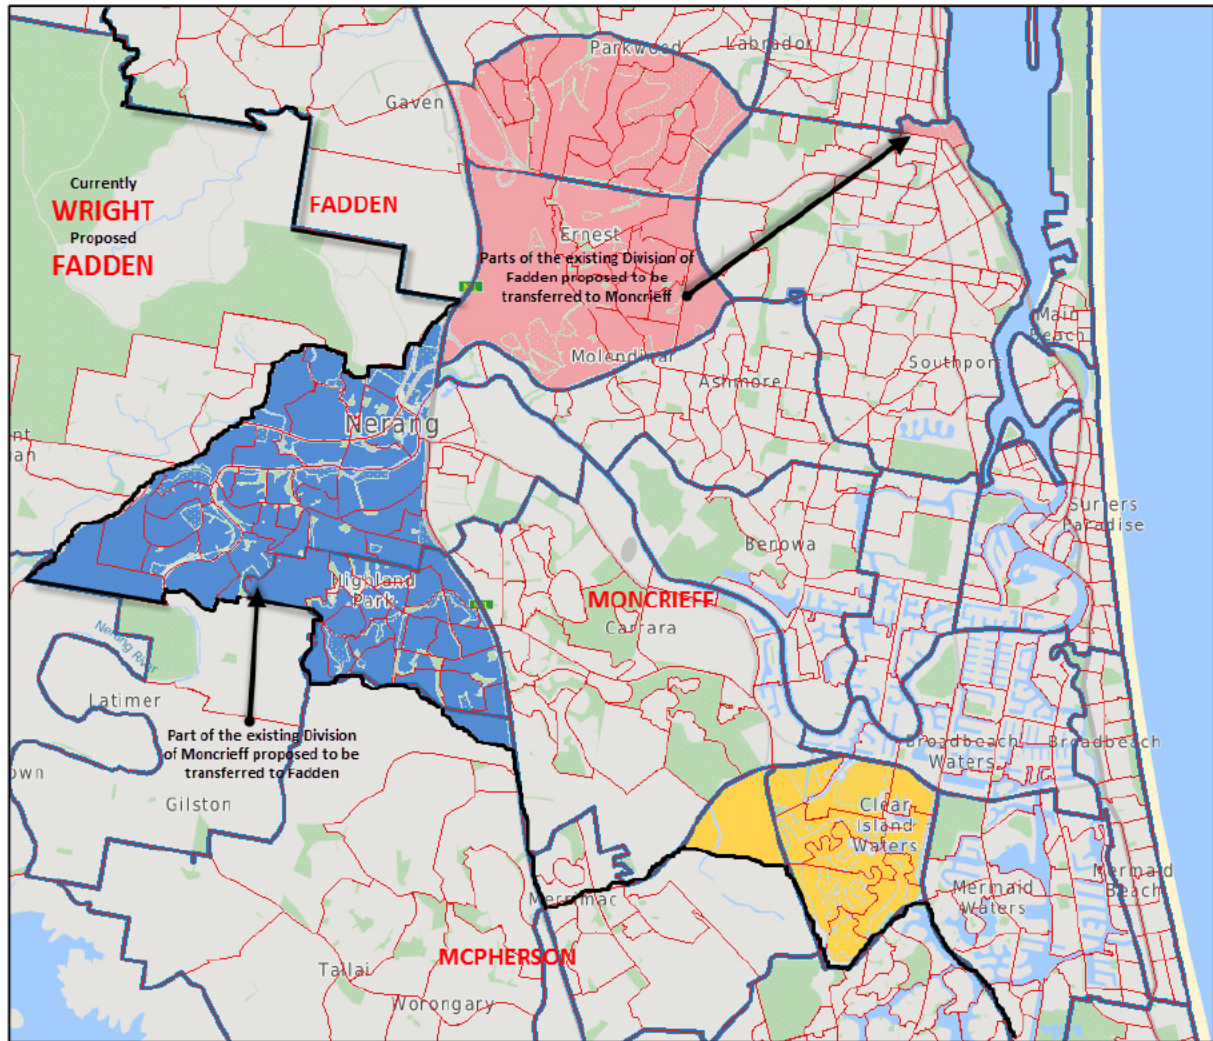 Parkwood
Labrador
Gaven
Currently
WRIGHT
Proposed
FADDEN
FADDEN
Ernest
Parts of the existing Division of
Fadden proposed to be
transferred to Moncrieff
Main
Beach
Molendinar
Ashmore
Southport
Nerang
Surfers
Paradise
Benowa
Highland
Park
MONCRIEFF
Carrara
Nerang
River
Latimer
Part of the existing Division
of Moncrieff proposed to be
transferred to Fadden
Broadbeach
Waters
Broadbeach
own
Gilston
Clear
Island
Waters
Mermaid
Waters
Mermaid
Beach
Merrimac
MCPHERSON
Tallai
Worongary